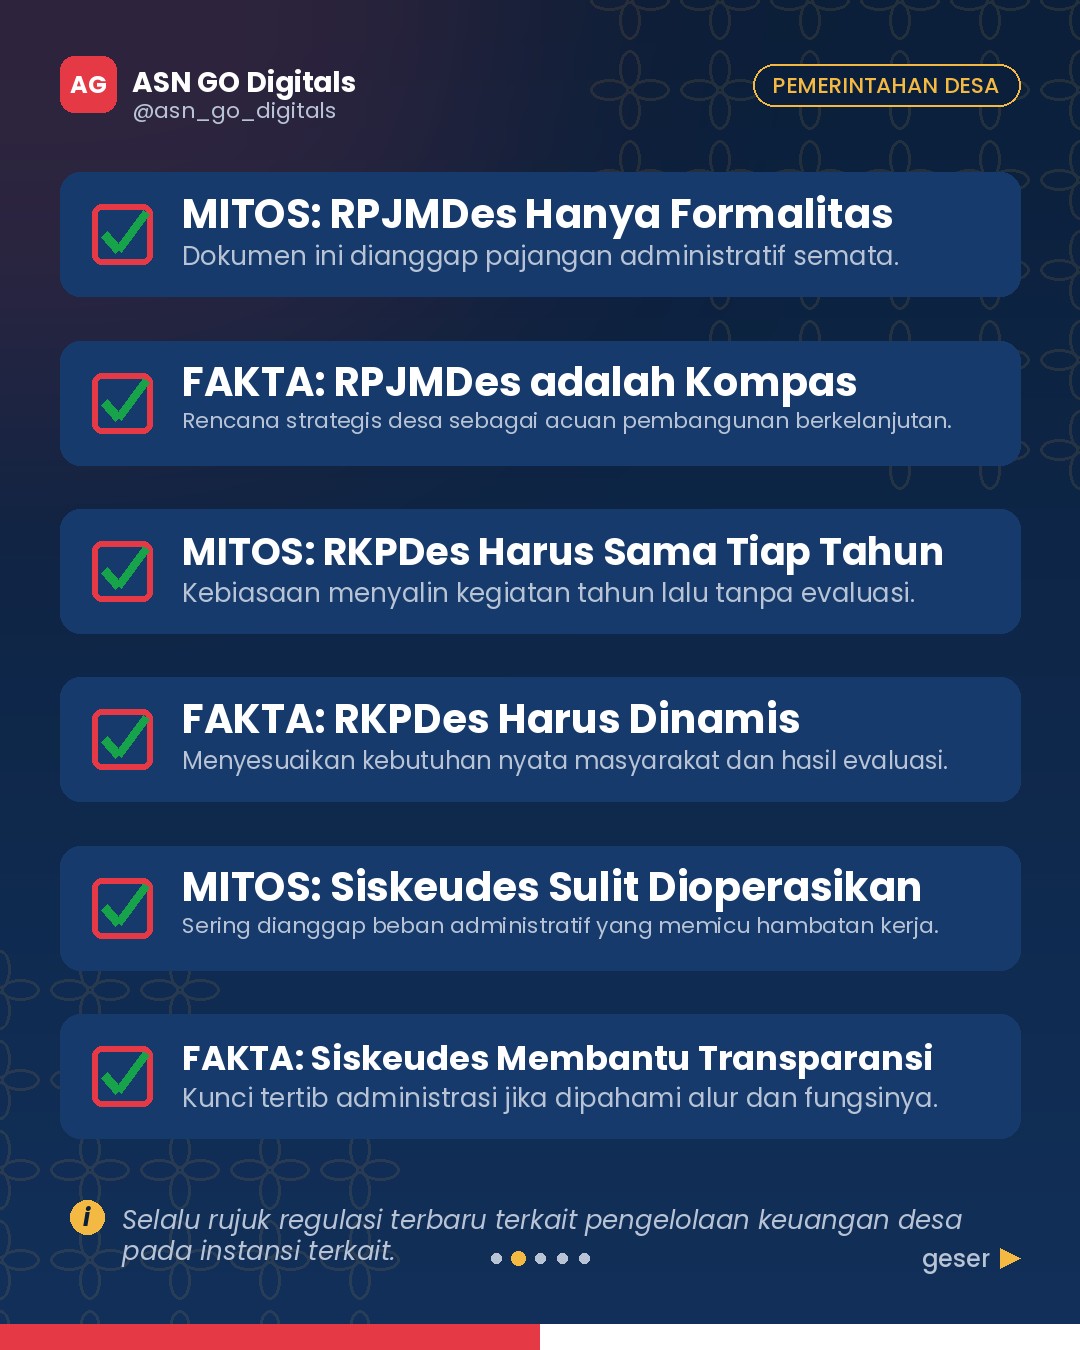 AG
ASN GO Digitals
@asn_go_digitals
PEMERINTAHAN DESA
MITOS: RPJMDes Hanya Formalitas
Dokumen ini dianggap pajangan administratif semata.
FAKTA: RPJMDes adalah Kompas
Rencana strategis desa sebagai acuan pembangunan berkelanjutan.
MITOS: RKPDes Harus Sama Tiap Tahun
Kebiasaan menyalin kegiatan tahun lalu tanpa evaluasi.
FAKTA: RKPDes Harus Dinamis
Menyesuaikan kebutuhan nyata masyarakat dan hasil evaluasi.
MITOS: Siskeudes Sulit Dioperasikan
Sering dianggap beban administratif yang memicu hambatan kerja.
FAKTA: Siskeudes Membantu Transparansi
Kunci tertib administrasi jika dipahami alur dan fungsinya.
i
Selalu rujuk regulasi terbaru terkait pengelolaan keuangan desa
pada instansi terkait.
geser